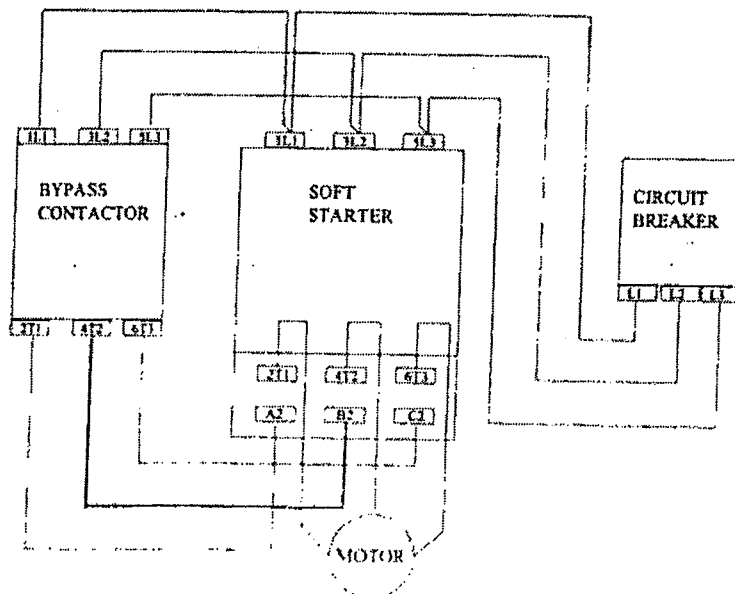 1L1 3L2 5L3
1L1 3L2 5L3
BYPASS
CONTACTOR
SOFT
STARTER
CIRCUIT
BREAKER
L1 L2 L3
2T1 4T2 6T3
2T1 4T2 6T3
A2 B2 C2
MOTOR